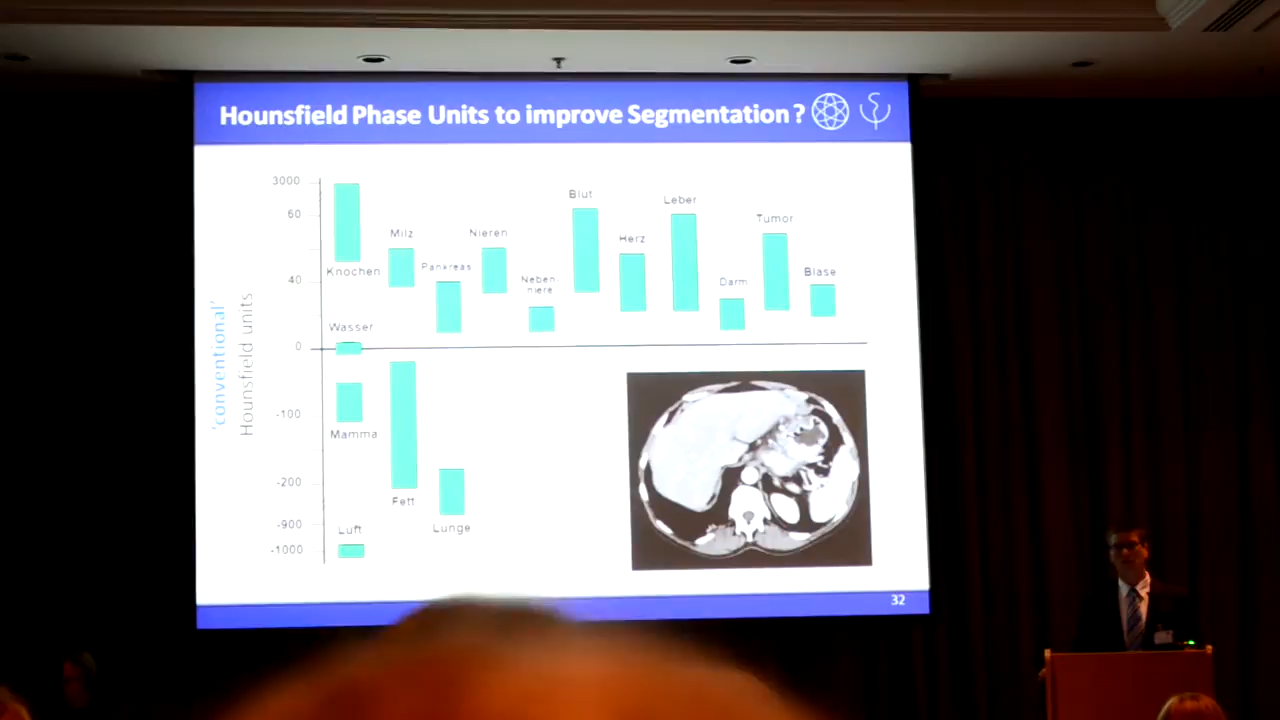 Hounsfield Phase Units to improve Segmentation ?
'conventional'
Hounsfield units
3000
60
40
0
-100
-200
-900
-1000
Knochen
Milz
Pankreas
Nieren
Neben
niere
Blut
Herz
Leber
Darm
Tumor
Blase
Wasser
Mamma
Fett
Lunge
Luft
32